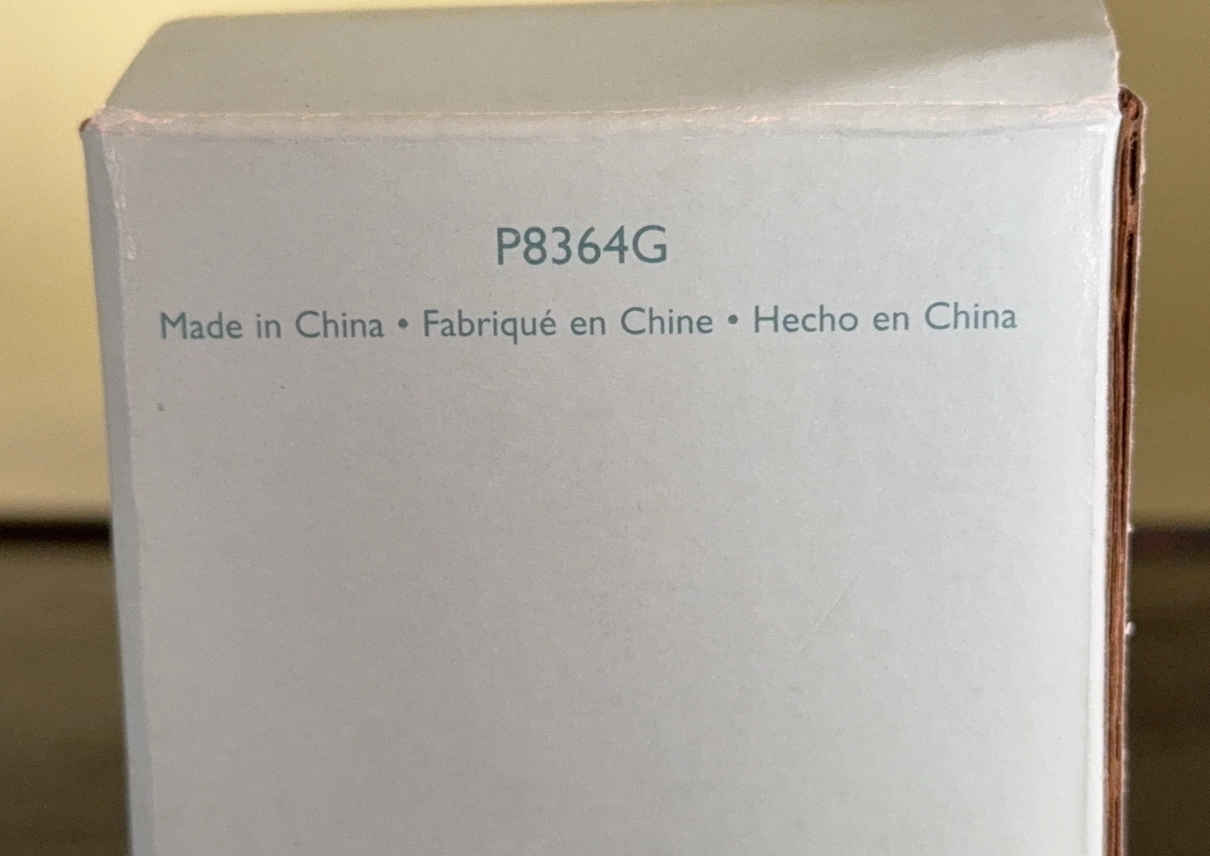 P8364G
Made in China • Fabriqué en Chine • Hecho en China